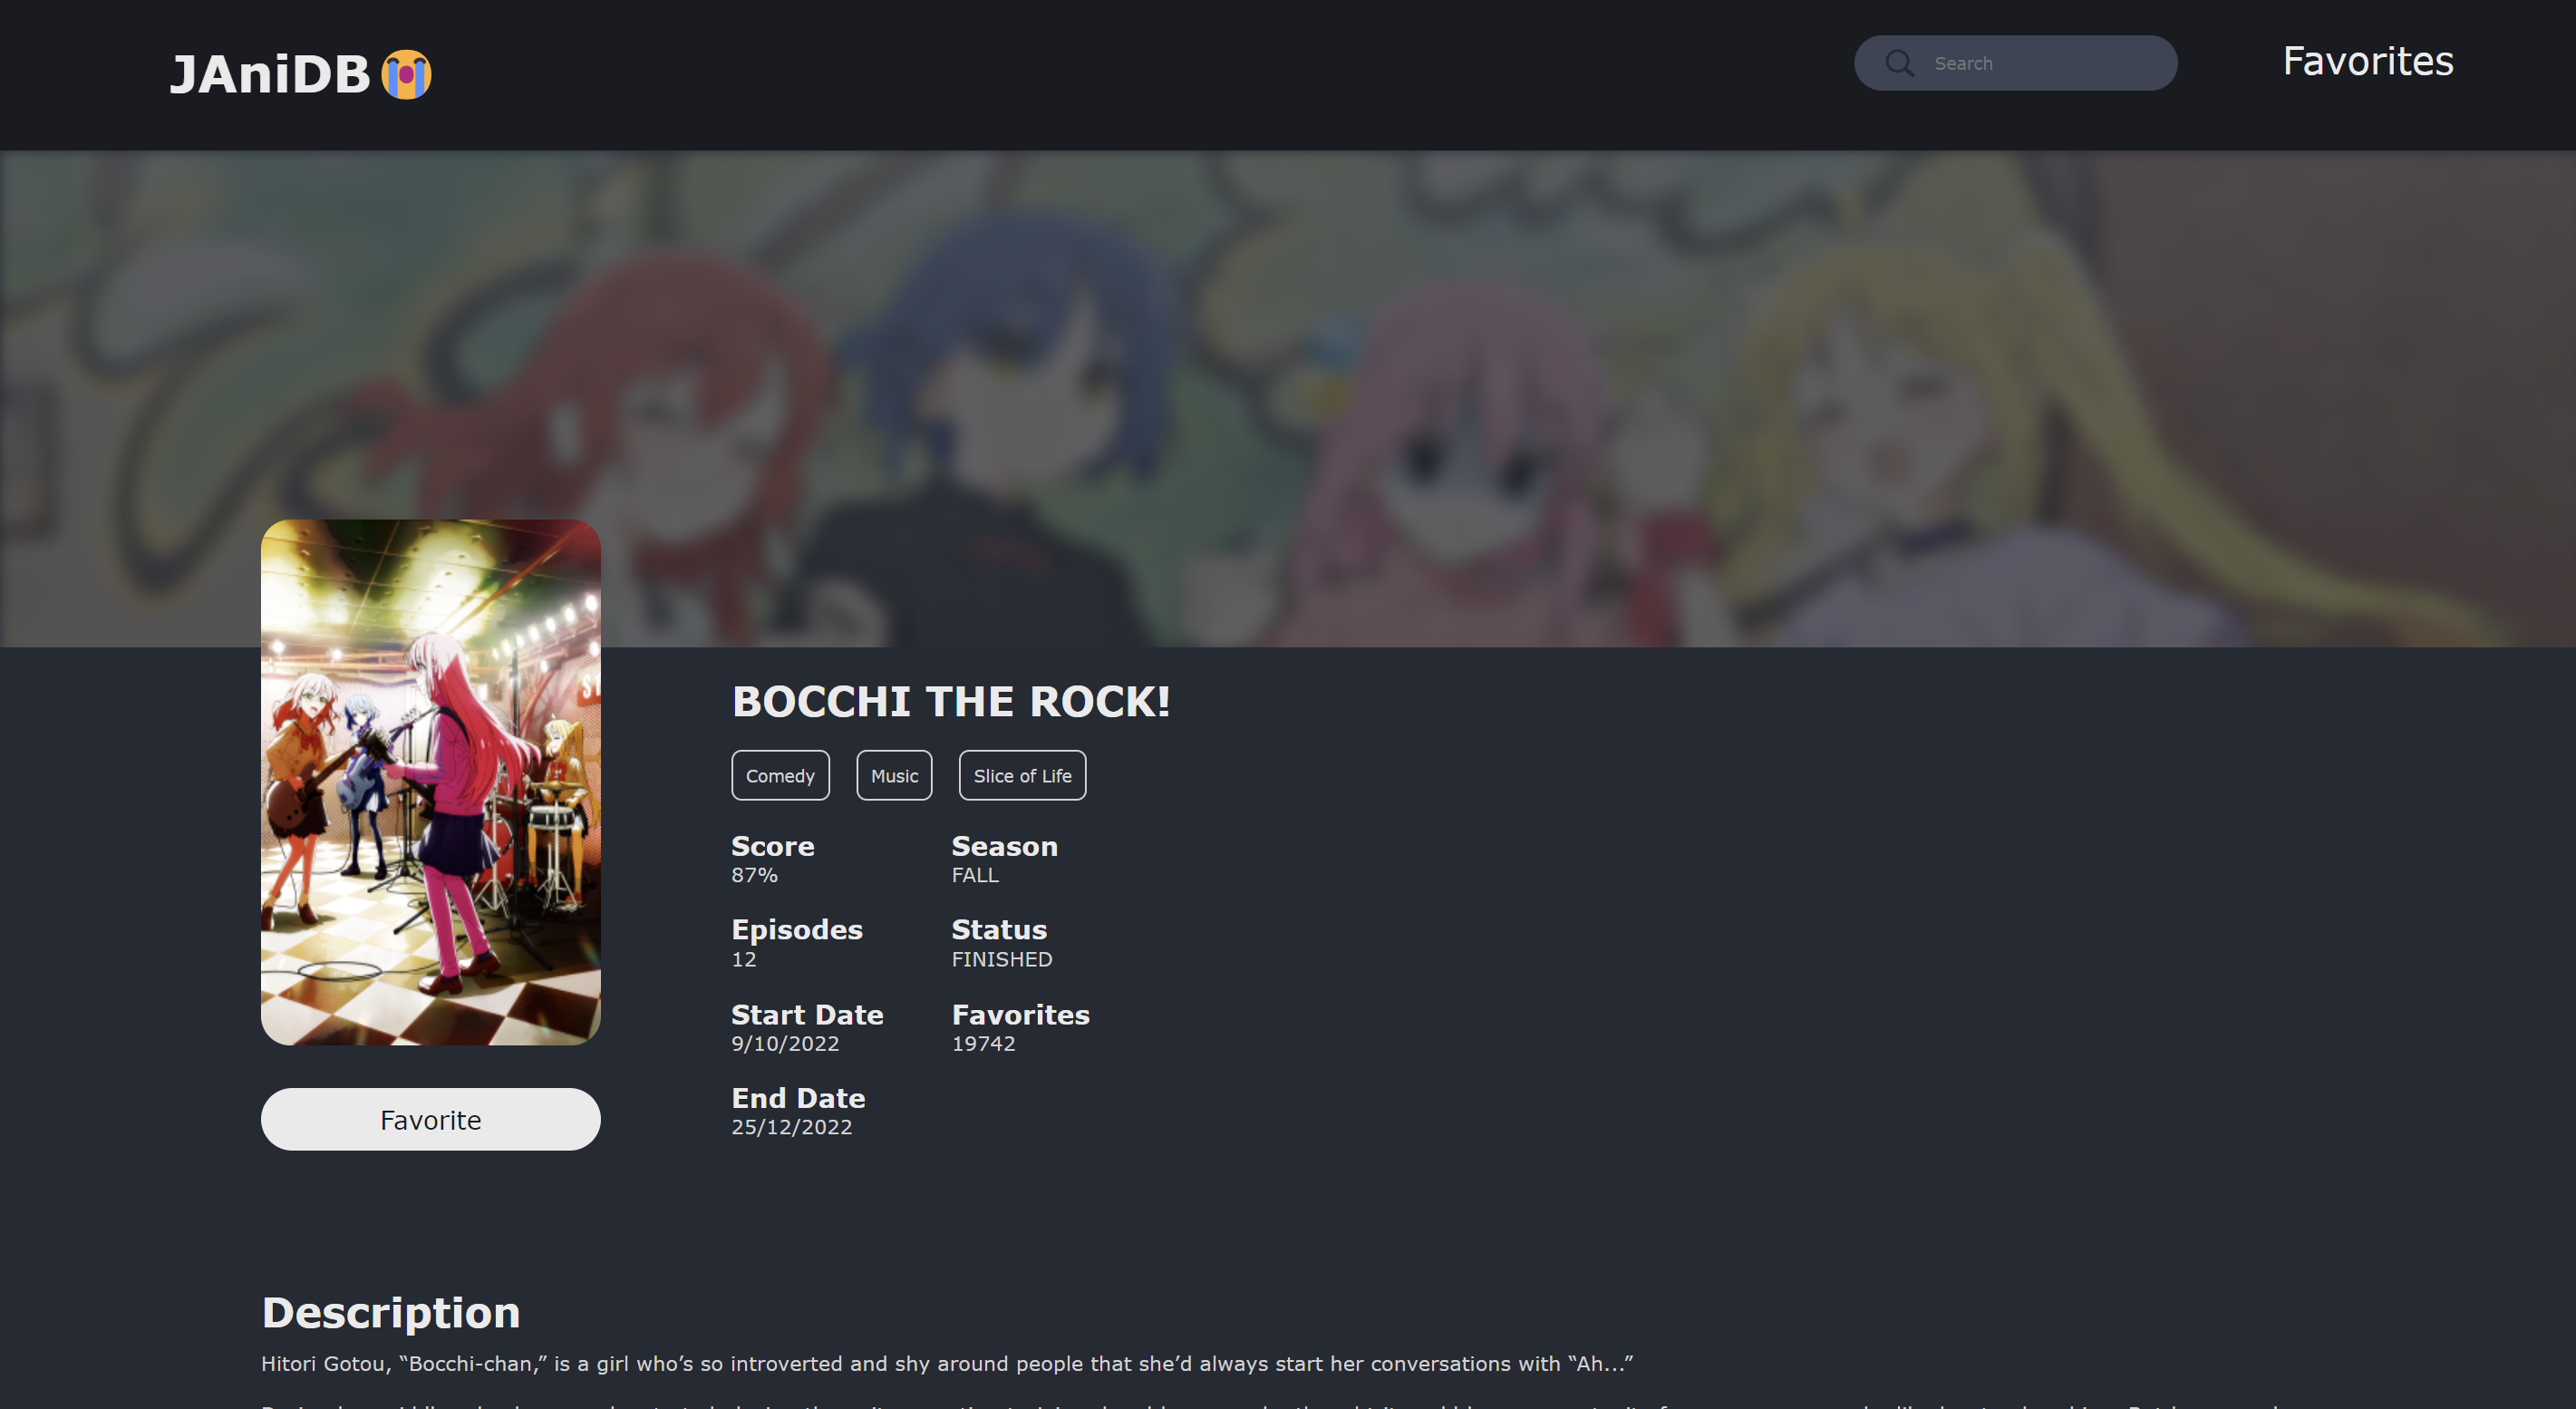 JAniDB
Search
Favorites
BOCCHI THE ROCK!
Comedy
Music
Slice of Life
Score
87%
Season
FALL
Episodes
12
Status
FINISHED
Start Date
9/10/2022
Favorites
19742
End Date
25/12/2022
Favorite
Description
Hitori Gotou, “Bocchi-chan,” is a girl who’s so introverted and shy around people that she’d always start her conversations with “Ah...”